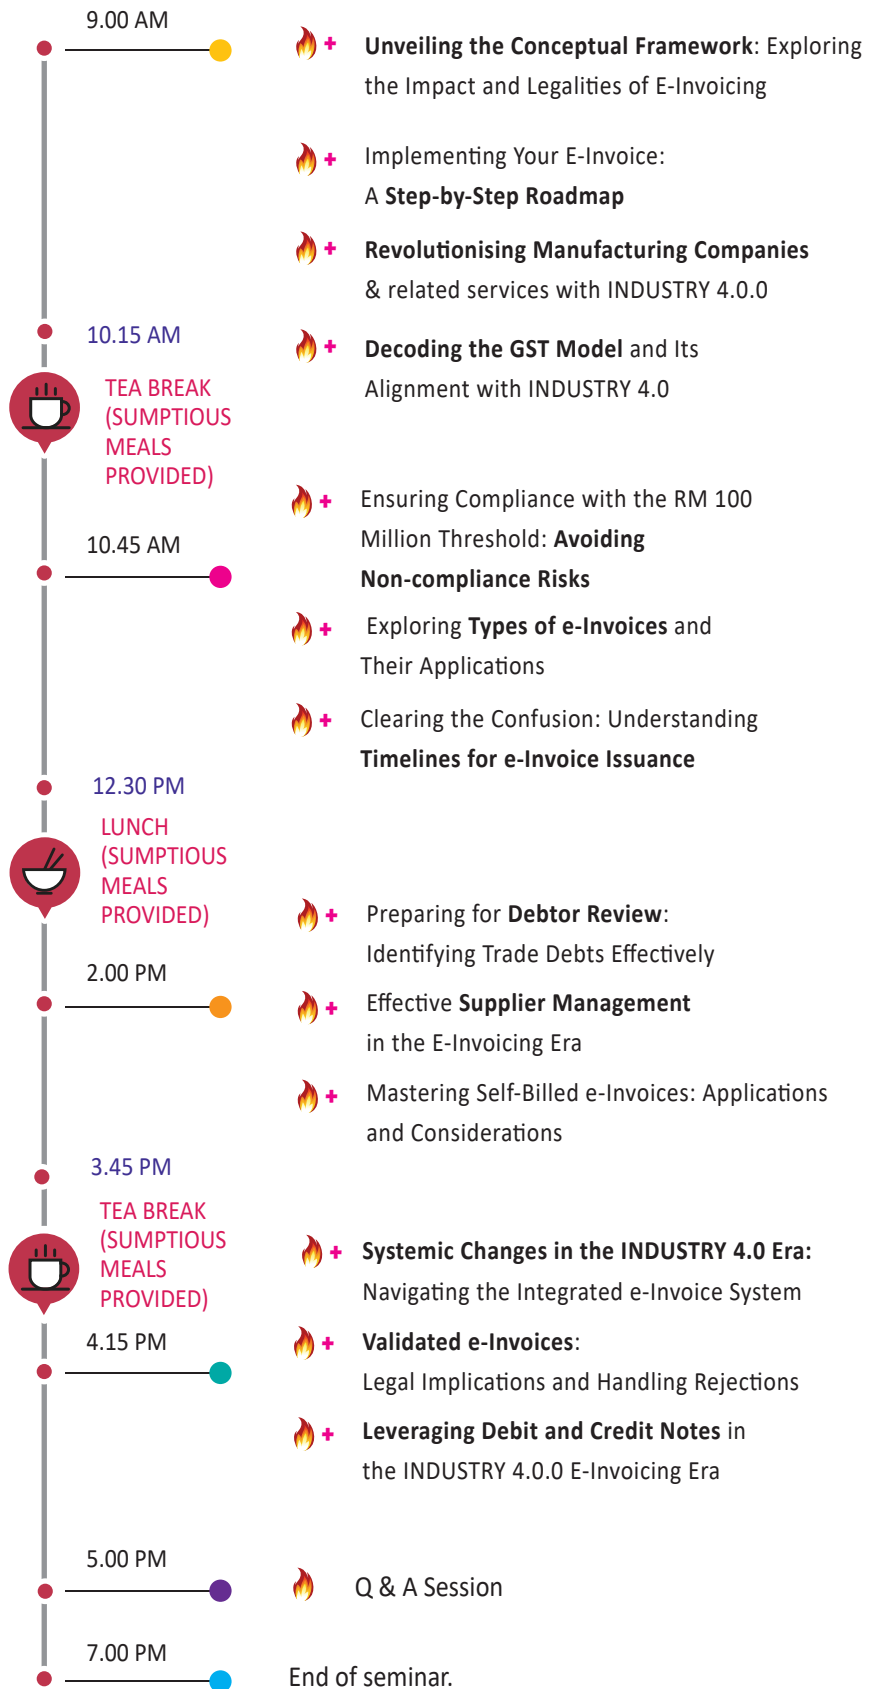 9.00 AM
Unveiling the Conceptual Framework: Exploring
the Impact and Legalities of E-Invoicing
Implementing Your E-Invoice:
A Step-by-Step Roadmap
Revolutionising Manufacturing Companies
& related services with INDUSTRY 4.0.0
10.15 AM
Decoding the GST Model and Its
Alignment with INDUSTRY 4.0
TEA BREAK
(SUMPTIOUS
MEALS
PROVIDED)
10.45 AM
Ensuring Compliance with the RM 100
Million Threshold: Avoiding
Non-compliance Risks
Exploring Types of e-Invoices and
Their Applications
Clearing the Confusion: Understanding
Timelines for e-Invoice Issuance
12.30 PM
LUNCH
(SUMPTIOUS
MEALS
PROVIDED)
2.00 PM
Preparing for Debtor Review:
Identifying Trade Debts Effectively
Effective Supplier Management
in the E-Invoicing Era
Mastering Self-Billed e-Invoices: Applications
and Considerations
3.45 PM
TEA BREAK
(SUMPTIOUS
MEALS
PROVIDED)
4.15 PM
Systemic Changes in the INDUSTRY 4.0 Era:
Navigating the Integrated e-Invoice System
Validated e-Invoices:
Legal Implications and Handling Rejections
Leveraging Debit and Credit Notes in
the INDUSTRY 4.0.0 E-Invoicing Era
5.00 PM
Q & A Session
7.00 PM
End of seminar.